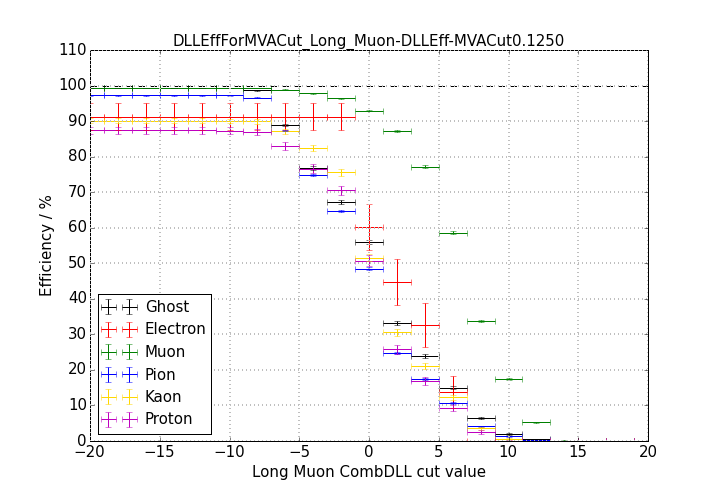 DLLEffForMVACut_Long_Muon-DLLEff-MVACut0.1250
110
100
90
80
70
60
50
40
30
20
10
0
Efficiency / %
Ghost
Electron
Muon
Pion
Kaon
Proton
−20 −15 −10 −5 0 5 10 15 20
Long Muon CombDLL cut value